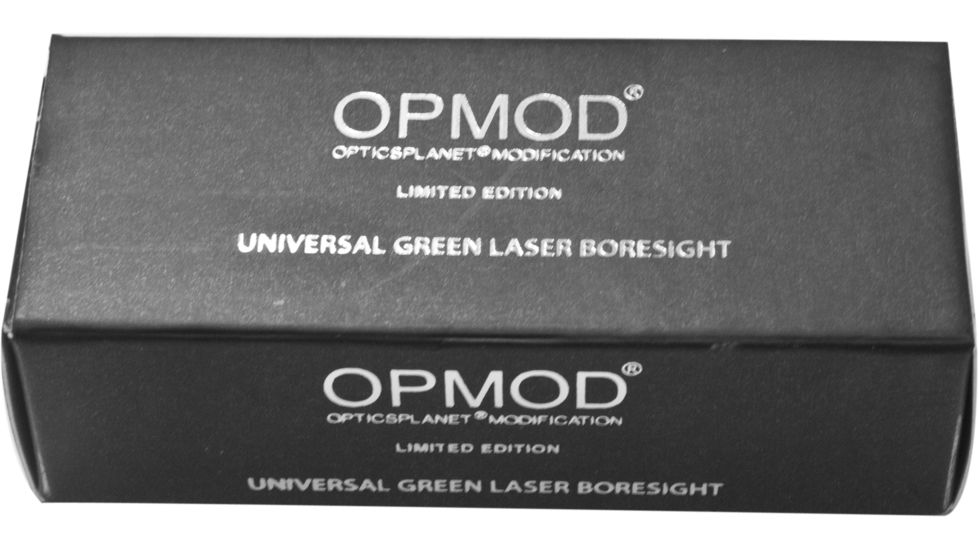 OPMOD®
OPTICSPLANET®MODIFICATION
LIMITED EDITION
UNIVERSAL GREEN LASER BORESIGHT
OPMOD®
OPTICSPLANET®MODIFICATION
LIMITED EDITION
UNIVERSAL GREEN LASER BORESIGHT